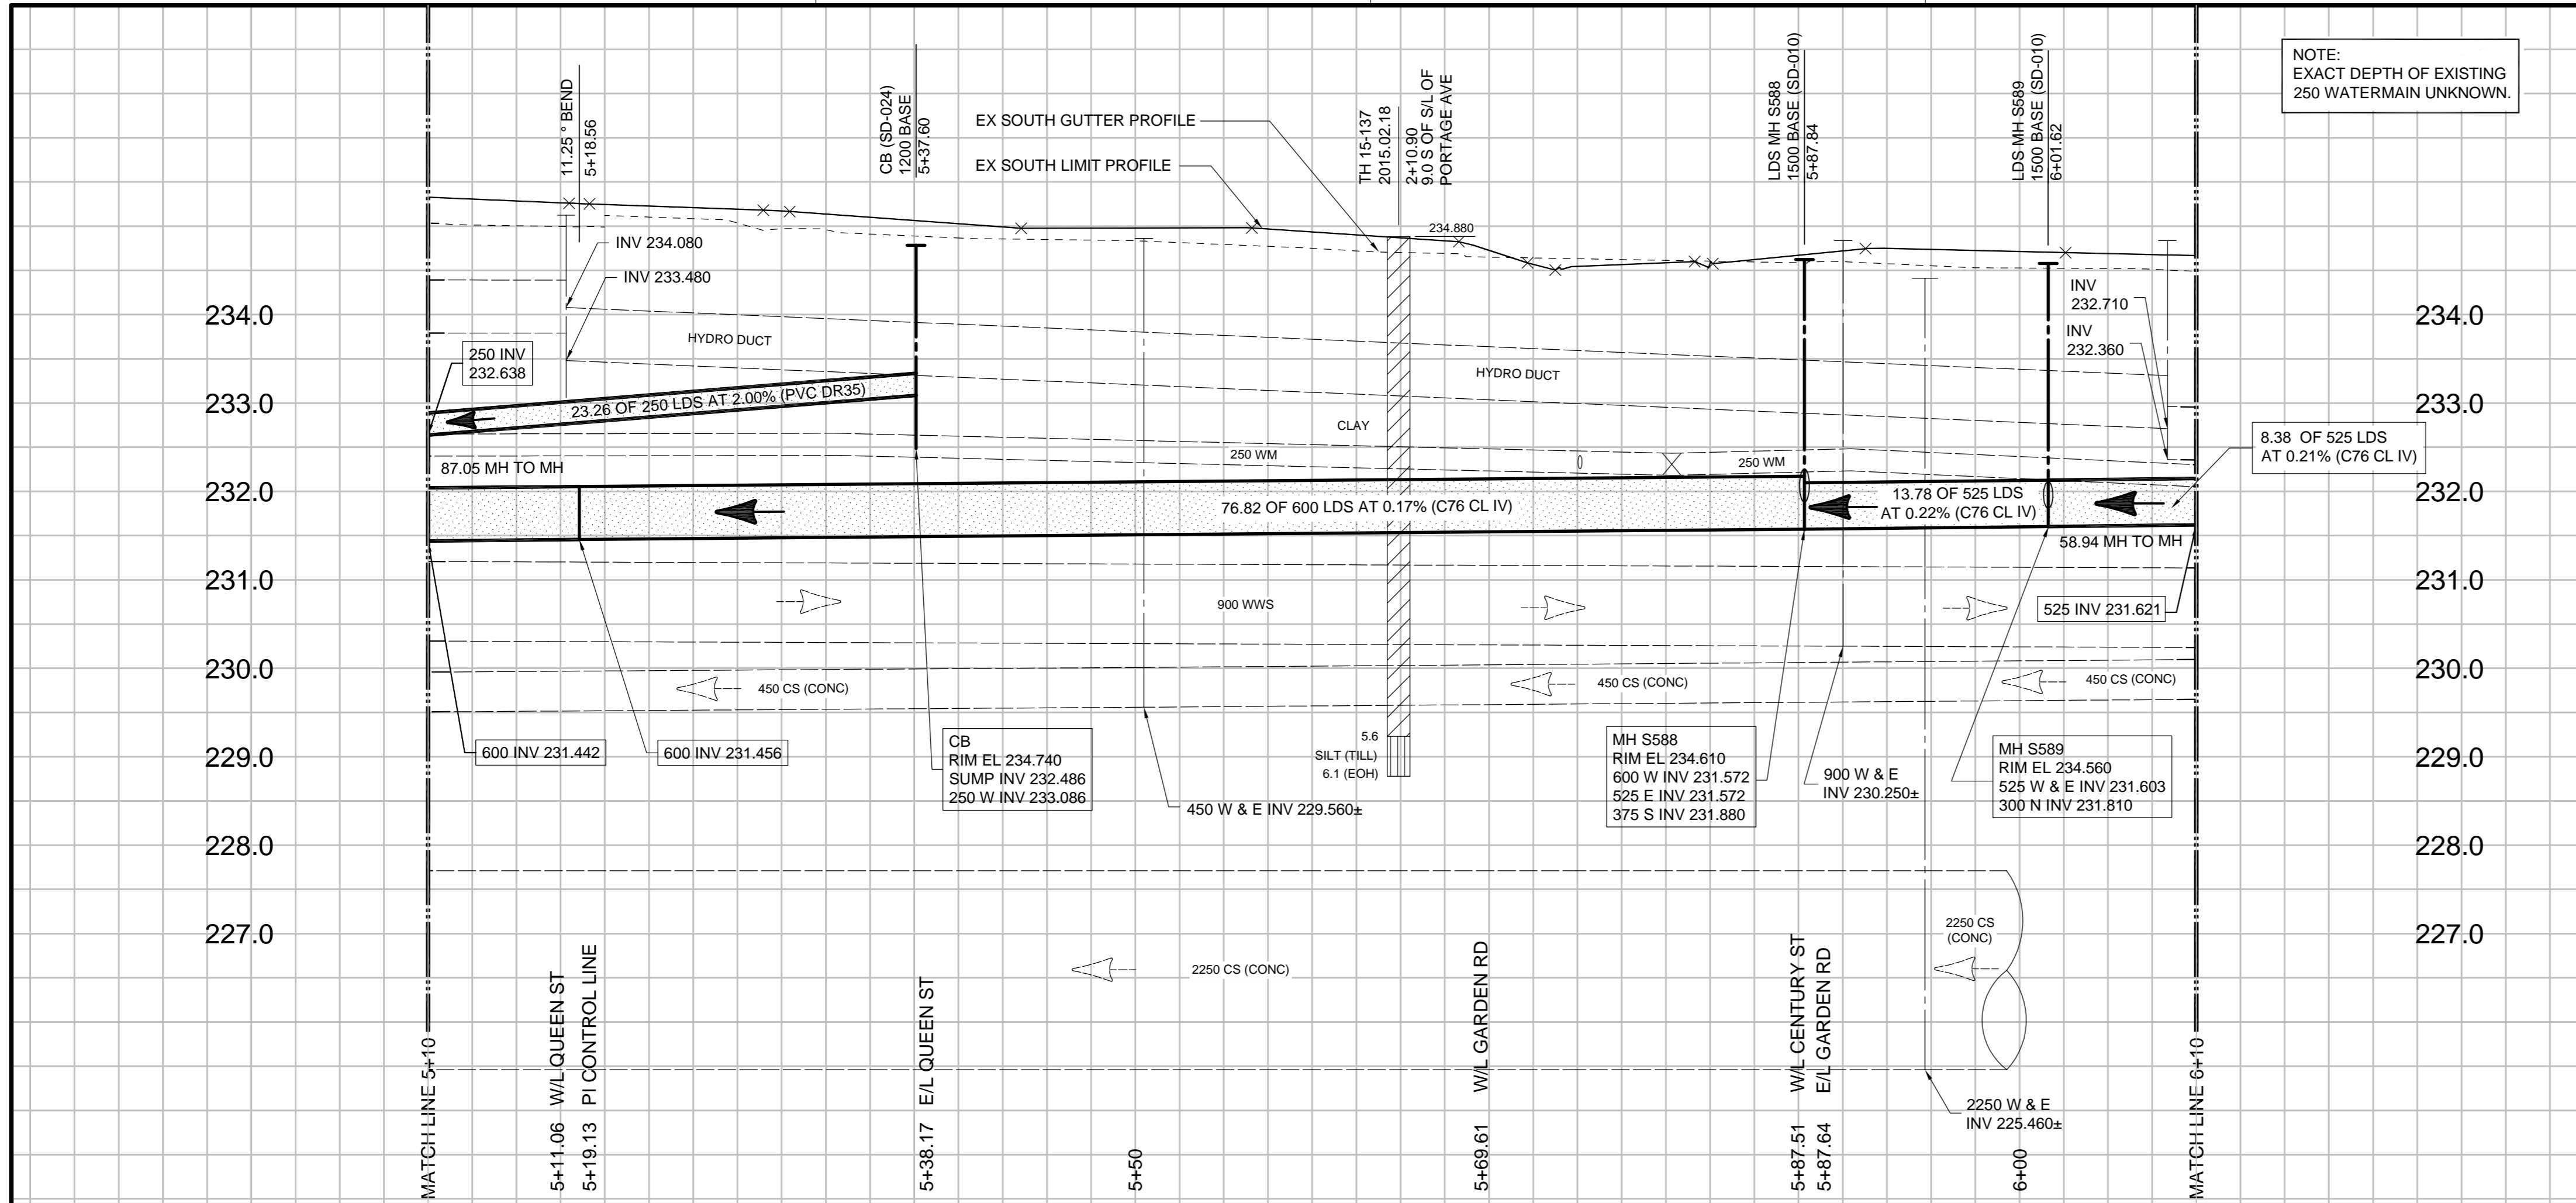 NOTE:
EXACT DEPTH OF EXISTING
250 WATERMAIN UNKNOWN.
11.25 ° BEND
5+18.56
CB (SD-024)
1200 BASE
5+37.60
EX SOUTH GUTTER PROFILE
EX SOUTH LIMIT PROFILE
TH 15-137
2015.02.18
2+10.90
9.0 S OF S/L OF
PORTAGE AVE
LDS MH S588
1500 BASE (SD-010)
5+87.84
LDS MH S589
1500 BASE (SD-010)
6+01.62
234.880
INV 234.080
INV 233.480
INV
232.710
INV
232.360
234.0
234.0
HYDRO DUCT
HYDRO DUCT
250 INV
232.638
233.0
233.0
23.26 OF 250 LDS AT 2.00% (PVC DR35)
CLAY
250 WM
250 WM
8.38 OF 525 LDS
AT 0.21% (C76 CL IV)
87.05 MH TO MH
232.0
232.0
76.82 OF 600 LDS AT 0.17% (C76 CL IV)
13.78 OF 525 LDS
AT 0.22% (C76 CL IV)
58.94 MH TO MH
231.0
231.0
900 WWS
525 INV 231.621
230.0
230.0
450 CS (CONC)
450 CS (CONC)
450 CS (CONC)
229.0
229.0
600 INV 231.442
600 INV 231.456
CB
RIM EL 234.740
SUMP INV 232.486
250 W INV 233.086
5.6
SILT (TILL)
6.1 (EOH)
450 W & E INV 229.560±
MH S588
RIM EL 234.610
600 W INV 231.572
525 E INV 231.572
375 S INV 231.880
900 W & E
INV 230.250±
MH S589
RIM EL 234.560
525 W & E INV 231.603
300 N INV 231.810
228.0
228.0
227.0
227.0
2250 CS
(CONC)
2250 CS (CONC)
2250 W & E
INV 225.460±
MATCH LINE 5+10
5+11.06 W/L QUEEN ST
5+19.13 PI CONTROL LINE
5+38.17 E/L QUEEN ST
5+50
5+69.61 W/L GARDEN RD
5+87.51 W/L CENTURY ST
5+87.64 E/L GARDEN RD
6+00
MATCH LINE 6+10